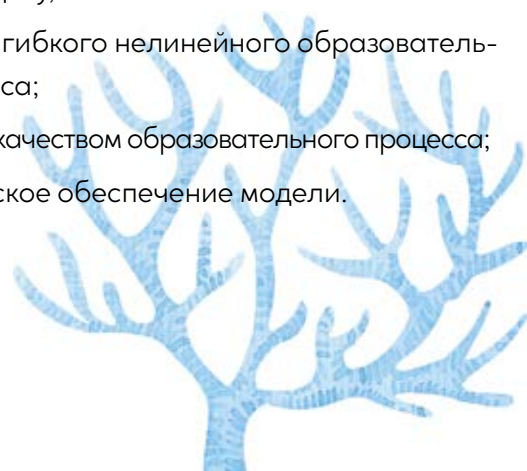 гибкого нелинейного образователь-
са;
качеством образовательного процесса;
ское обеспечение модели.